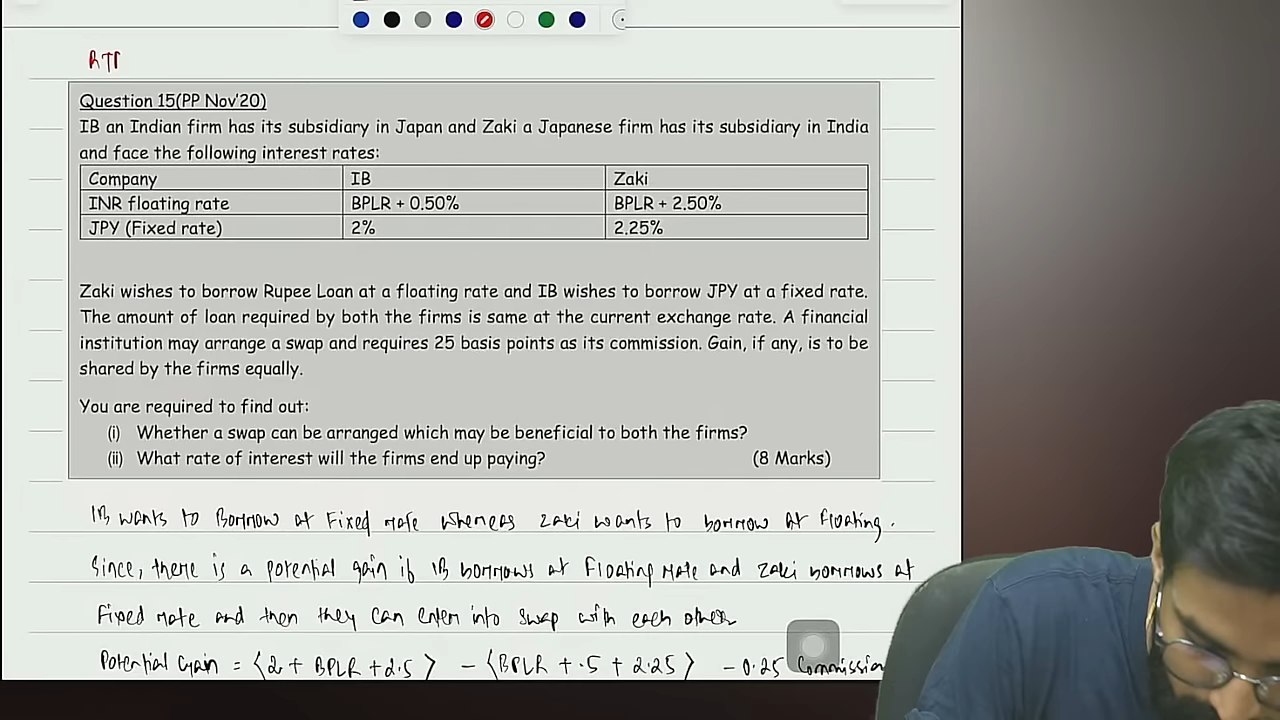 RTP
Question 15(PP Nov'20)
IB an Indian firm has its subsidiary in Japan and Zaki a Japanese firm has its subsidiary in India
and face the following interest rates:
Company IB Zaki
INR floating rate BPLR + 0.50% BPLR + 2.50%
JPY (Fixed rate) 2% 2.25%
Zaki wishes to borrow Rupee Loan at a floating rate and IB wishes to borrow JPY at a fixed rate.
The amount of loan required by both the firms is same at the current exchange rate. A financial
institution may arrange a swap and requires 25 basis points as its commission. Gain, if any, is to be
shared by the firms equally.
You are required to find out:
(i) Whether a swap can be arranged which may be beneficial to both the firms?
(ii) What rate of interest will the firms end up paying? (8 Marks)
IB wants to Borrow at Fixed rate whereas Zaki wants to borrow at floating.
Since, there is a potential gain if IB borrows at Floating Rate and Zaki borrows at
Fixed rate and then they can enter into swap with each other
Potential Gain = (2 + BPLR + 2.5) - (BPLR + .5 + 2.25) - 0.25 Commission